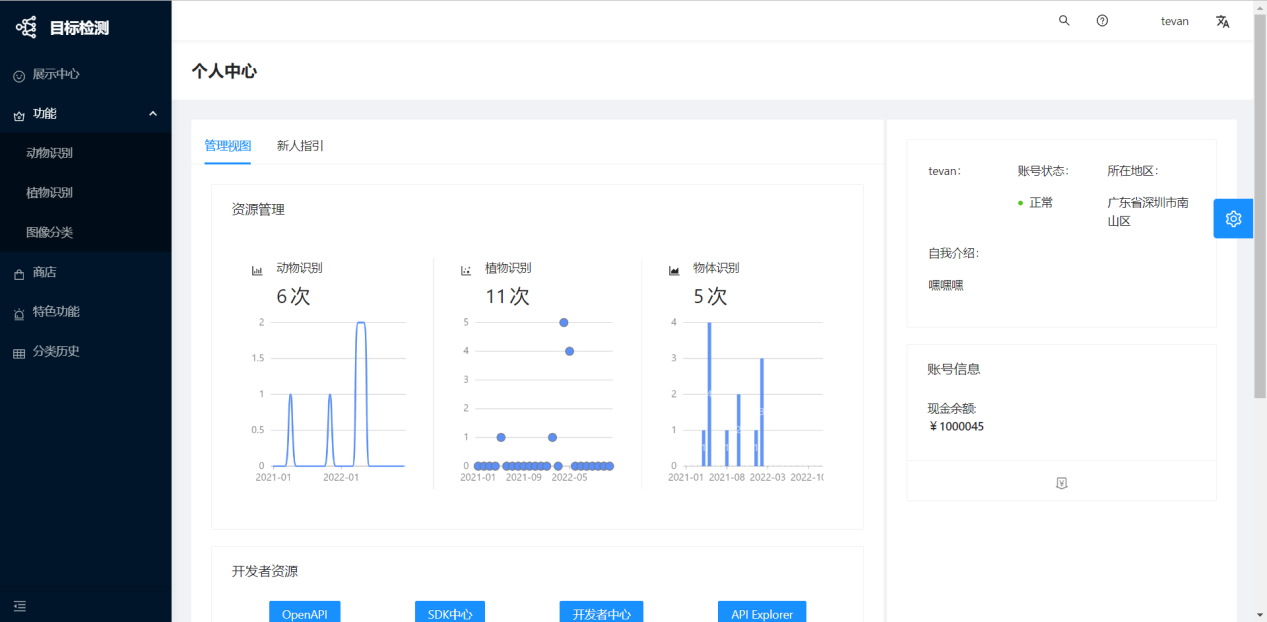 目标检测
tevan
展示中心
功能
动物识别
植物识别
图像分类
商店
特色功能
分类历史
个人中心
管理视图
新人指引
资源管理
动物识别
6 次
2
1.5
1
0.5
0
2021-01
2022-01
植物识别
11 次
5
4
3
2
1
0
2021-01
2021-09
2022-05
物体识别
5 次
4
3
2
1
0
2021-01
2021-08
2022-03
2022-10
开发者资源
OpenAPI
SDK中心
开发者中心
API Explorer
tevan:
账号状态:
正常
所在地区:
广东省深圳市南
山区
自我介绍:
嘿嘿嘿
账号信息
现金余额:
¥ 1000045